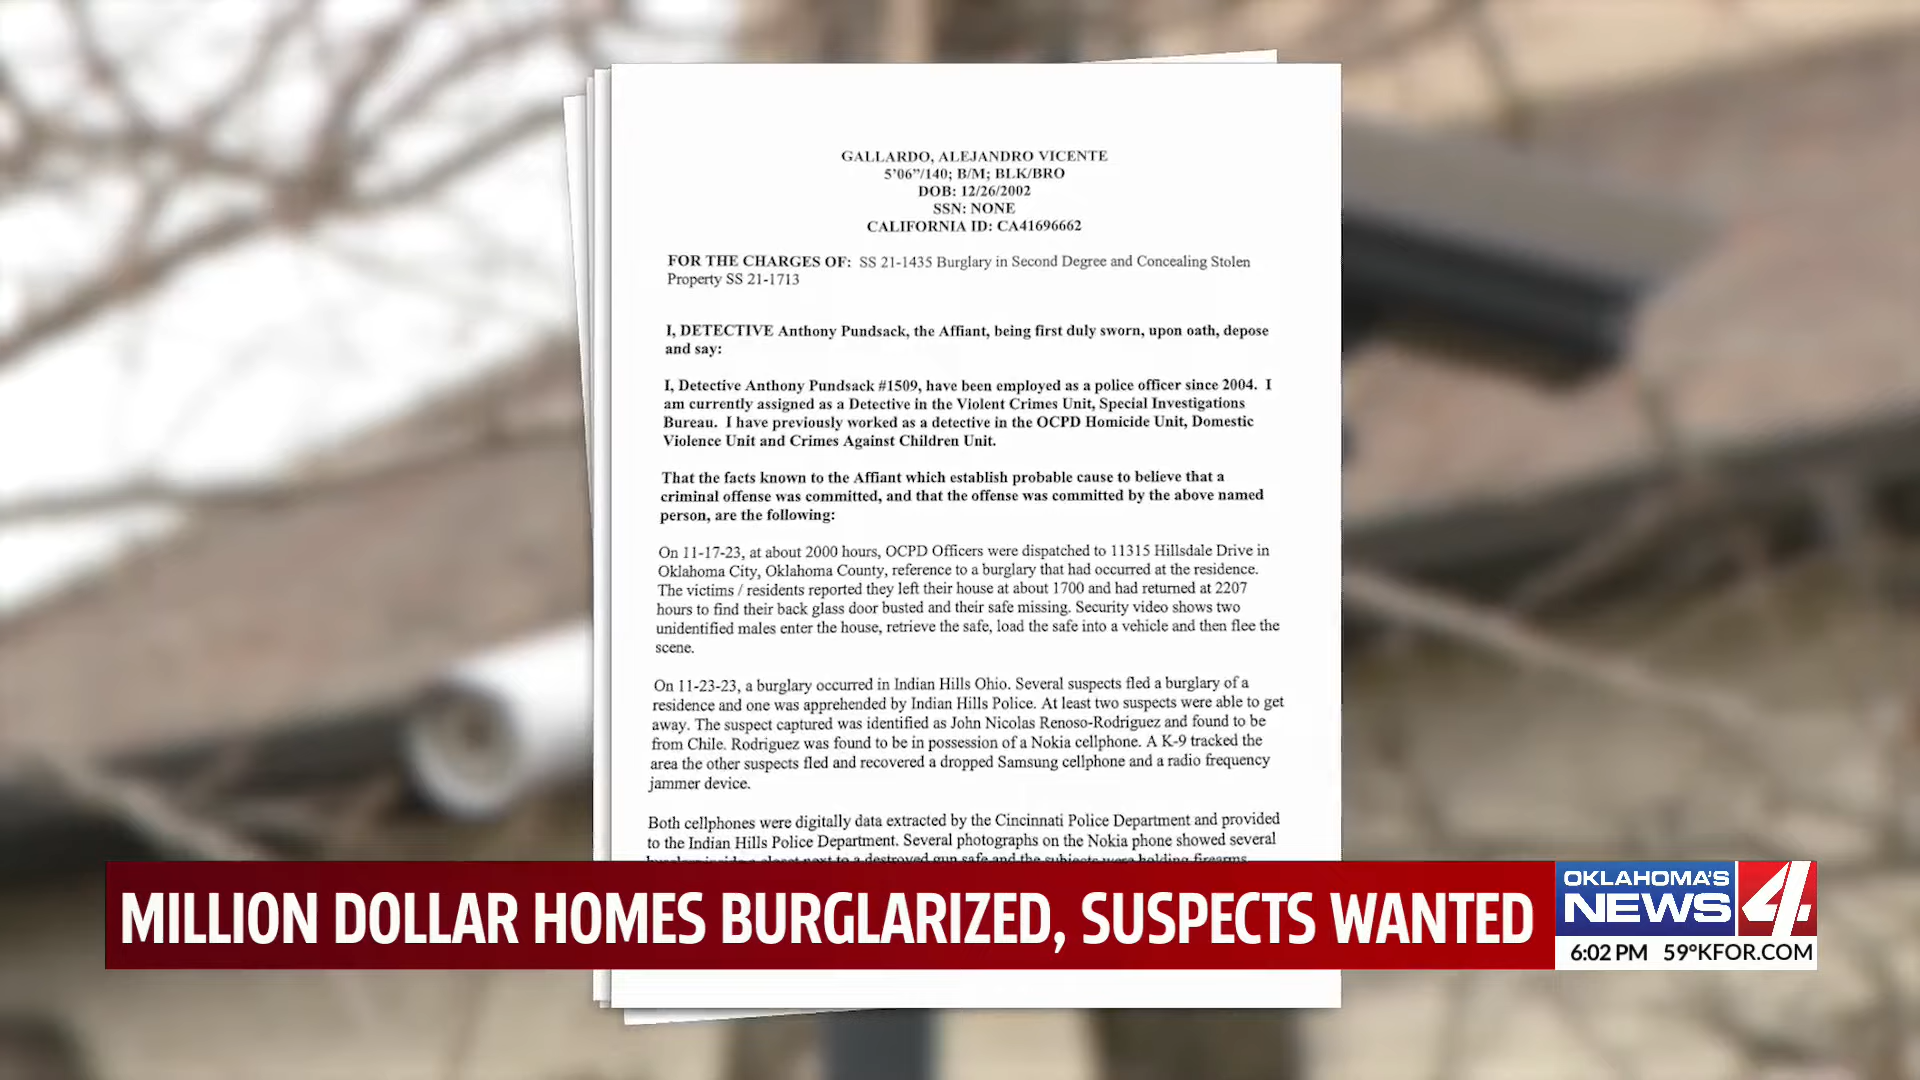 GALLARDO, ALEJANDRO VICENTE
5’06”/140; B/M; BLK/BRO
DOB: 12/26/2002
SSN: NONE
CALIFORNIA ID: CA41696662
FOR THE CHARGES OF: SS 21-1435 Burglary in Second Degree and Concealing Stolen
Property SS 21-1713
I, DETECTIVE Anthony Pundsack, the Affiant, being first duly sworn, upon oath, depose
and say:
I, Detective Anthony Pundsack #1509, have been employed as a police officer since 2004. I
am currently assigned as a Detective in the Violent Crimes Unit, Special Investigations
Bureau. I have previously worked as a detective in the OCPD Homicide Unit, Domestic
Violence Unit and Crimes Against Children Unit.
That the facts known to the Affiant which establish probable cause to believe that a
criminal offense was committed, and that the offense was committed by the above named
person, are the following:
On 11-17-23, at about 2000 hours, OCPD Officers were dispatched to 11315 Hillsdale Drive in
Oklahoma City, Oklahoma County, reference to a burglary that had occurred at the residence.
The victims / residents reported they left their house at about 1700 and had returned at 2207
hours to find their back glass door busted and their safe missing. Security video shows two
unidentified males enter the house, retrieve the safe, load the safe into a vehicle and then flee the
scene.
On 11-23-23, a burglary occurred in Indian Hills Ohio. Several suspects fled a burglary of a
residence and one was apprehended by Indian Hills Police. At least two suspects were able to get
away. The suspect captured was identified as John Nicolas Renoso-Rodriguez and found to be
from Chile. Rodriguez was found to be in possession of a Nokia cellphone. A K-9 tracked the
area the other suspects fled and recovered a dropped Samsung cellphone and a radio frequency
jammer device.
Both cellphones were digitally data extracted by the Cincinnati Police Department and provided
to the Indian Hills Police Department. Several photographs on the Nokia phone showed several
inside a closet next to a destroyed gun safe and the subjects were holding firearms
MILLION DOLLAR HOMES BURGLARIZED, SUSPECTS WANTED
OKLAHOMA'S
NEWS 4
6:02 PM 59° KFOR.COM